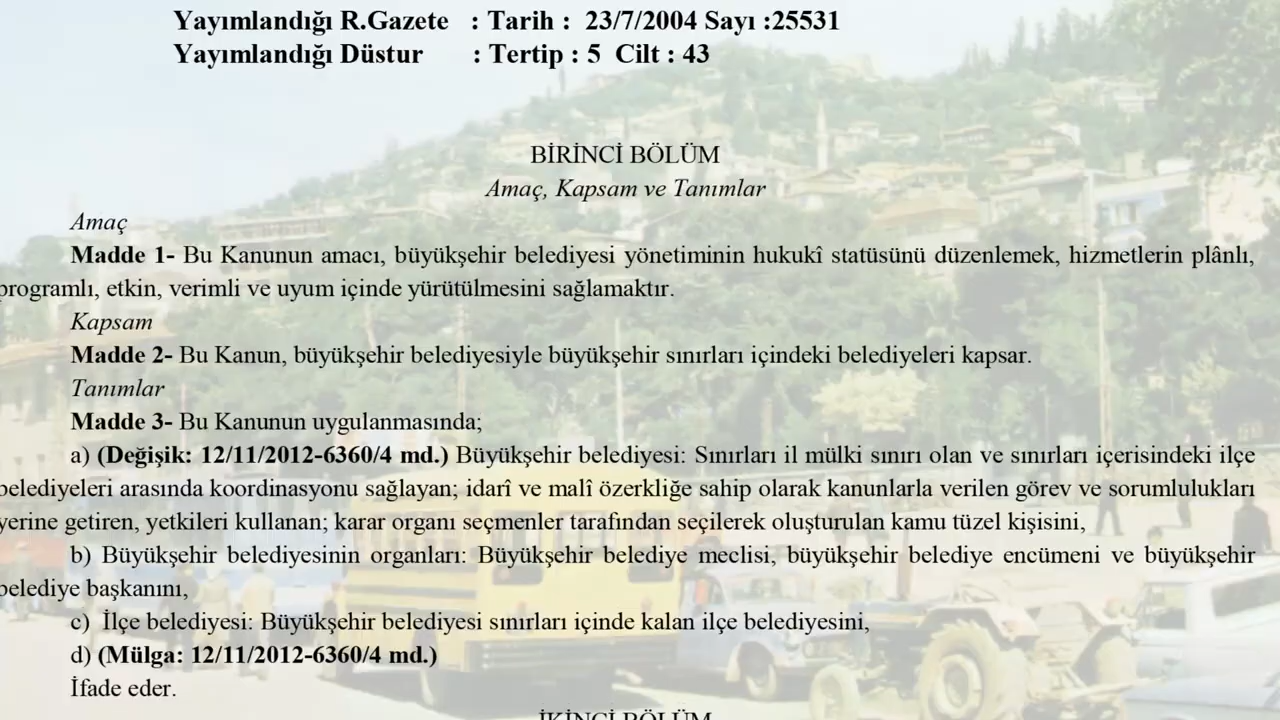 Yayımlandığı R.Gazete : Tarih : 23/7/2004 Sayı :25531
Yayımlandığı Düstur : Tertip : 5 Cilt : 43
BİRİNCİ BÖLÜM
Amaç, Kapsam ve Tanımlar
Amaç
Madde 1- Bu Kanunun amacı, büyükşehir belediyesi yönetiminin hukukî statüsünü düzenlemek, hizmetlerin plânlı,
programlı, etkin, verimli ve uyum içinde yürütülmesini sağlamaktır.
Kapsam
Madde 2- Bu Kanun, büyükşehir belediyesiyle büyükşehir sınırları içindeki belediyeleri kapsar.
Tanımlar
Madde 3- Bu Kanunun uygulanmasında;
a) (Değişik: 12/11/2012-6360/4 md.) Büyükşehir belediyesi: Sınırları il mülki sınırı olan ve sınırları içerisindeki ilçe
belediyeleri arasında koordinasyonu sağlayan; idarî ve malî özerkliğe sahip olarak kanunlarla verilen görev ve sorumlulukları
yerine getiren, yetkileri kullanan; karar organı seçmenler tarafından seçilerek oluşturulan kamu tüzel kişisini,
b) Büyükşehir belediyesinin organları: Büyükşehir belediye meclisi, büyükşehir belediye encümeni ve büyükşehir
belediye başkanını,
c) İlçe belediyesi: Büyükşehir belediyesi sınırları içinde kalan ilçe belediyesini,
d) (Mülga: 12/11/2012-6360/4 md.)
İfade eder.
İKİNCİ BÖLÜM